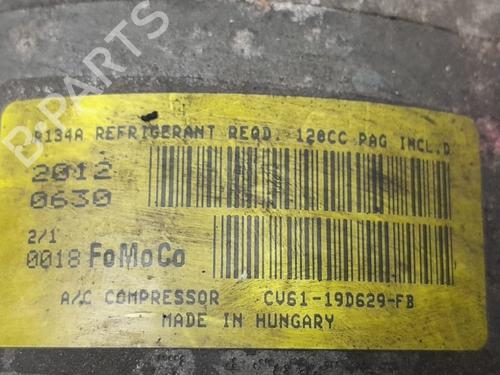 R134A REFRIGERANT REQD. 120CC PAG INCL.D
2012
0630
2/1
0018 FoMoCo
A/C COMPRESSOR CV61-19D629-FB
MADE IN HUNGARY
B-PARTS